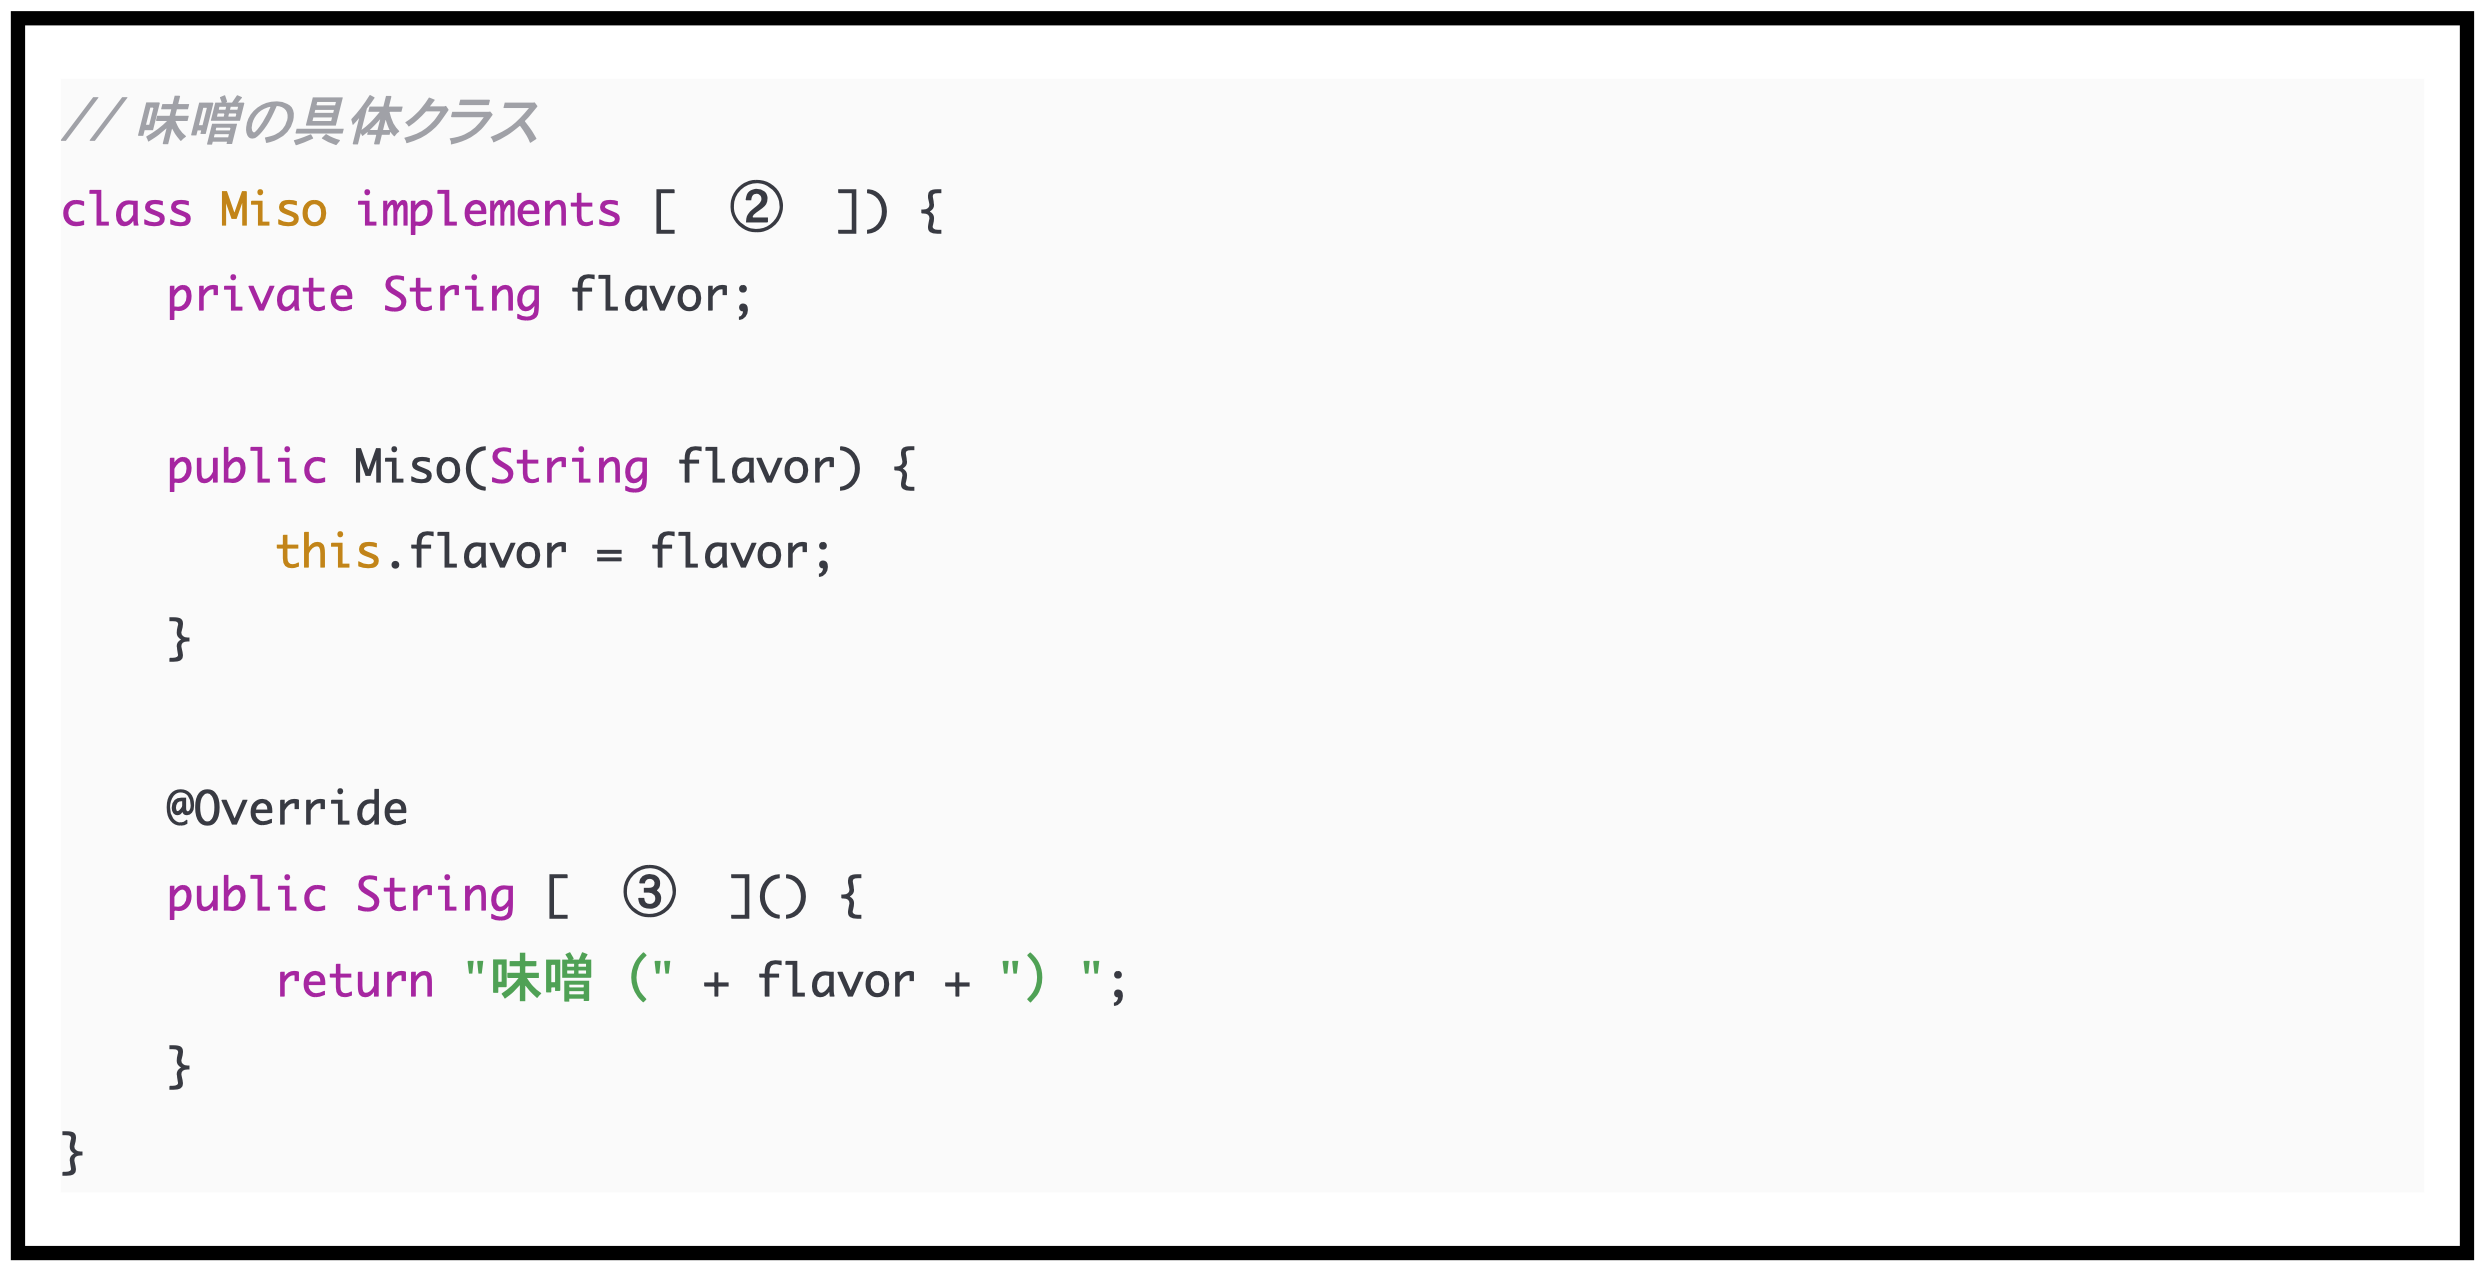 // 味噌の具体クラス
class Miso implements [  ②  ]) {
    private String flavor;

    public Miso(String flavor) {
        this.flavor = flavor;
    }

    @Override
    public String [  ③  ]() {
        return "味噌（" + flavor + "）";
    }
}